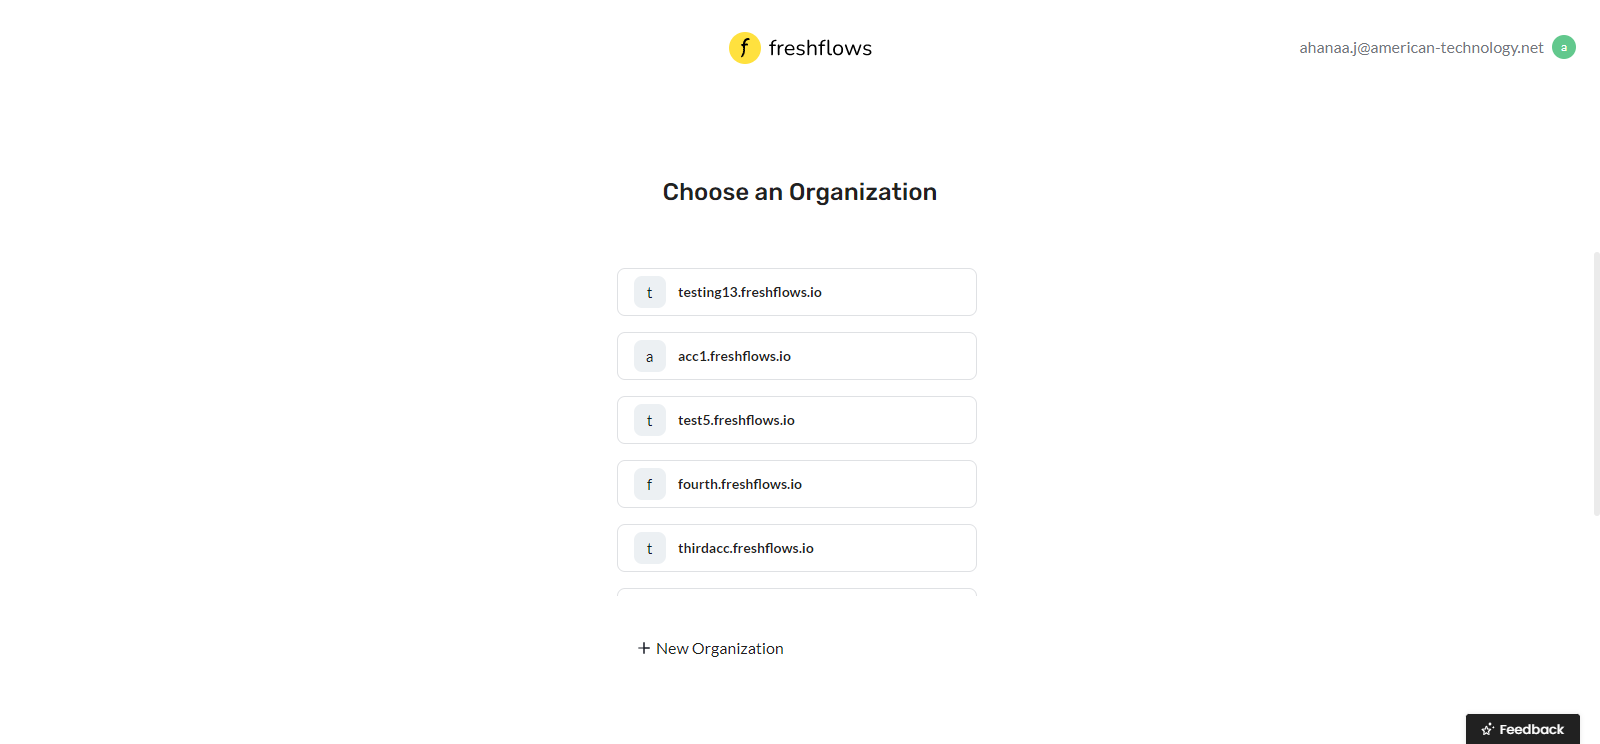 f freshflows
ahanaa.j@american-technology.net a
Choose an Organization
t testing13.freshflows.io
a acc1.freshflows.io
t test5.freshflows.io
f fourth.freshflows.io
t thirdacc.freshflows.io
+ New Organization
Feedback